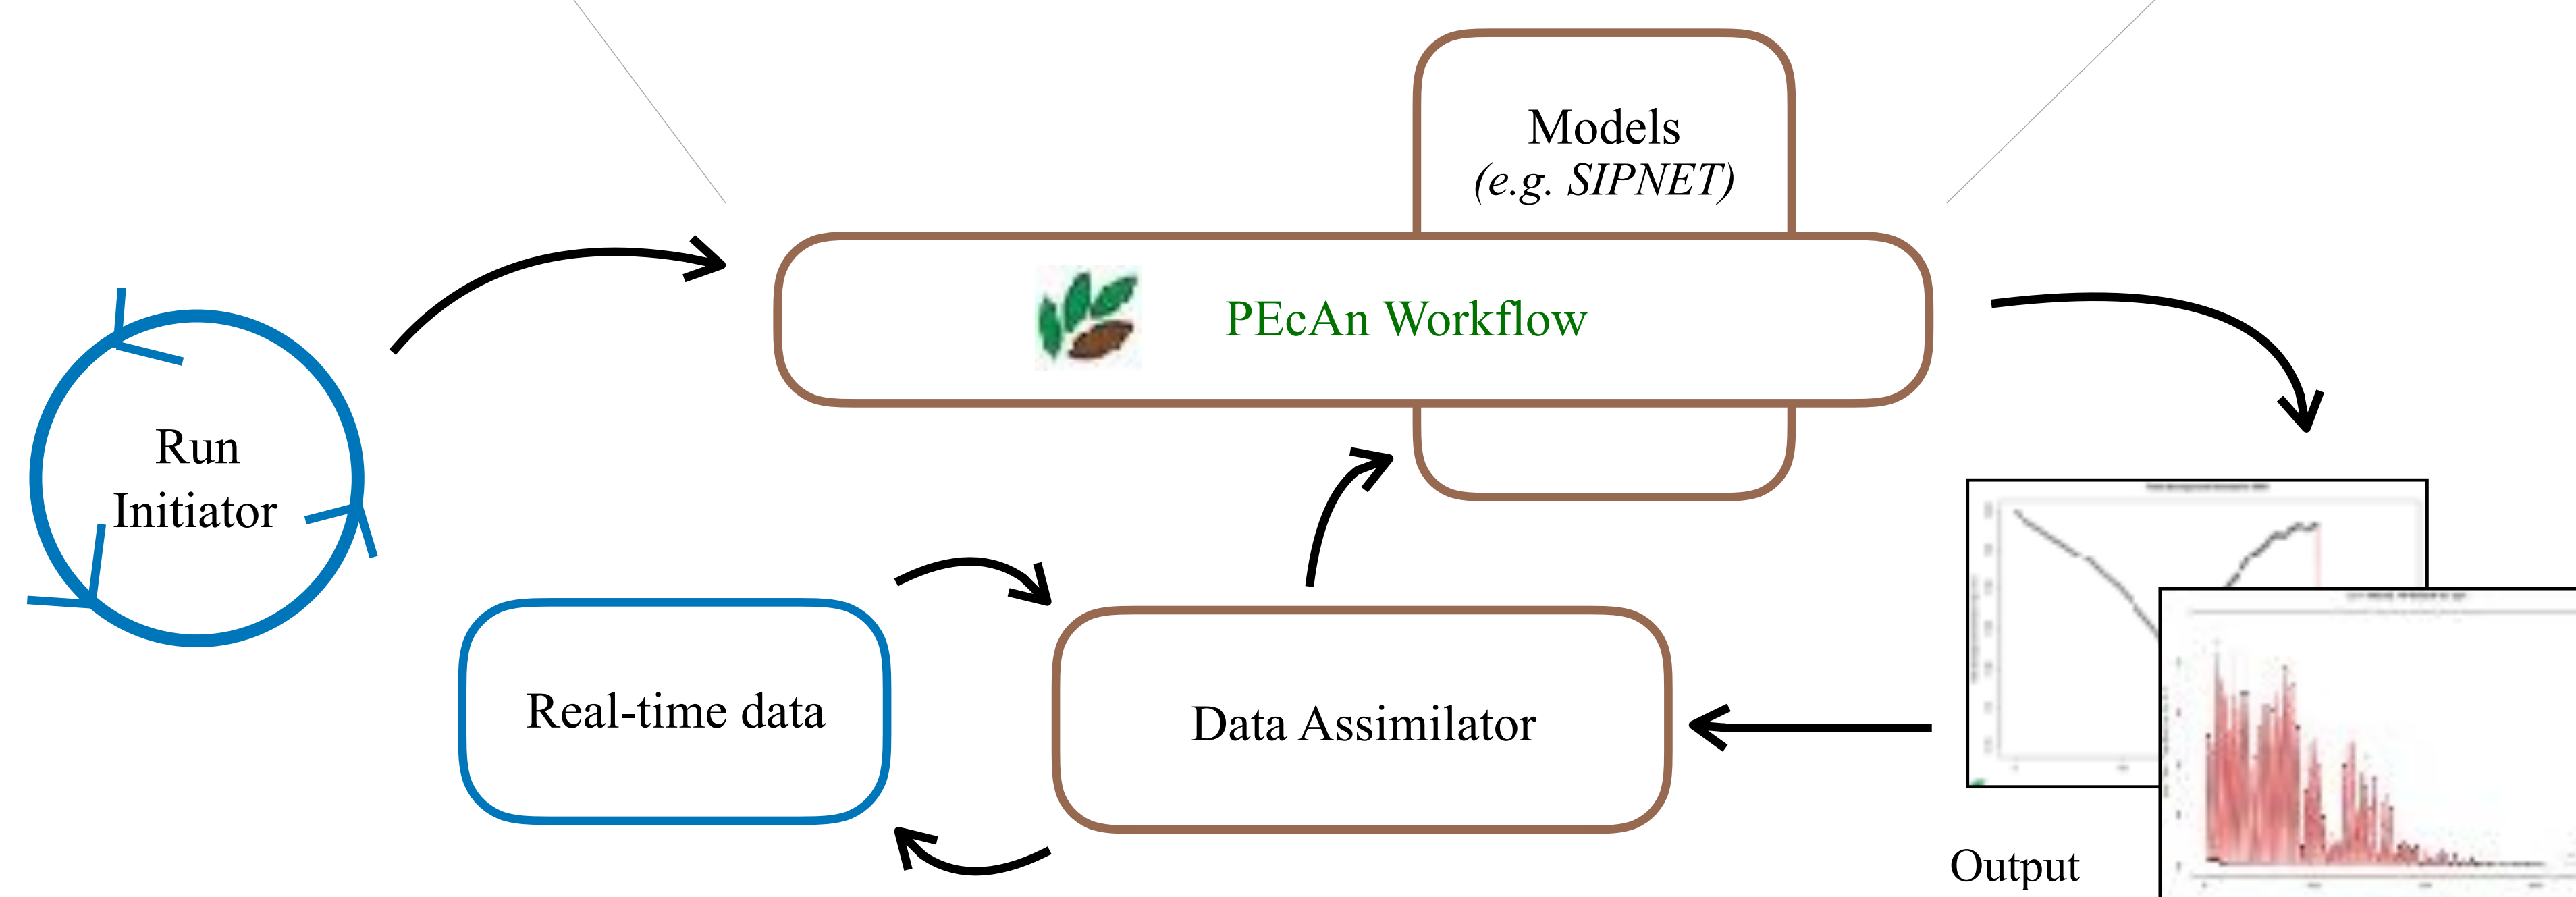 Models
(e.g. SIPNET)
PEcAn Workflow
Run
Initiator
Real-time data
Data Assimilator
Output